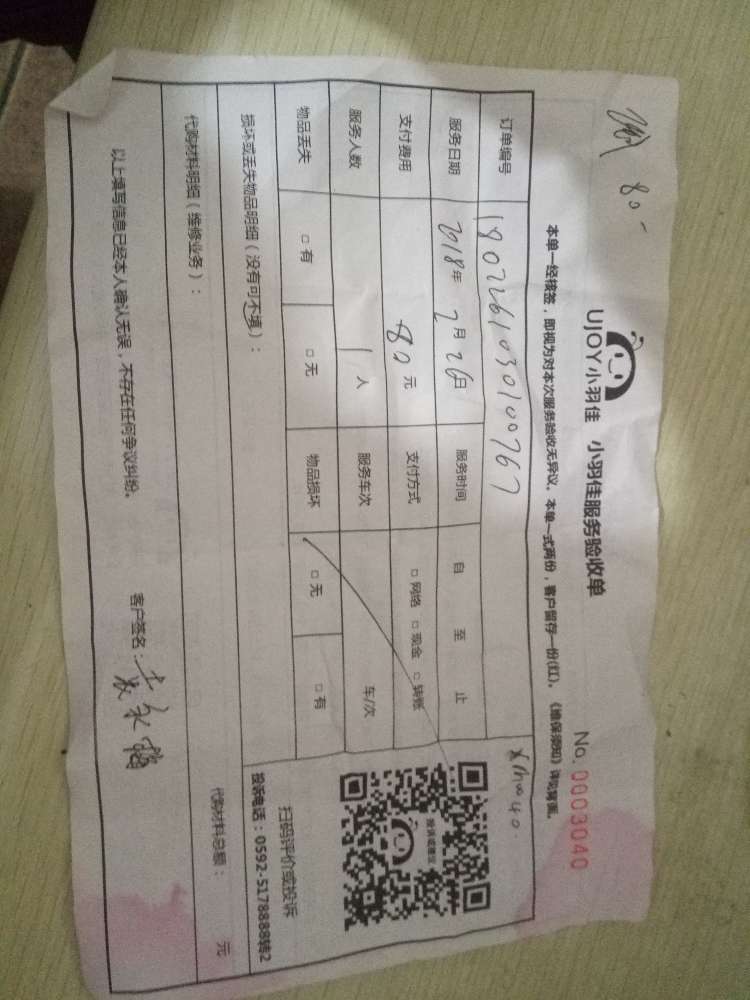 80-
UJOY小羽佳 小羽佳服务验收单 No. 0003040
本单一经核签,即视为对本次服务验收无异议。本单一式两份,客户留存一份(红)。《维保须知》详见背面。
订单编号 1802261030100767
服务日期 2018年2月26日 服务时间 自 至 止
支付费用 80元 支付方式 □网络 □现金 □转账
服务人数 1人 服务车次 车/次
物品丢失 □有 □无 物品损坏 □无 □有
损坏或丢失物品明细(没有可不填):
代购材料明细(维修业务): 代购材料总额: 元
以上填写信息已经本人确认无误,不存在任何争议纠纷。 客户签名:
投诉或建议
扫码评价或投诉
投诉电话:0592-5178888转2